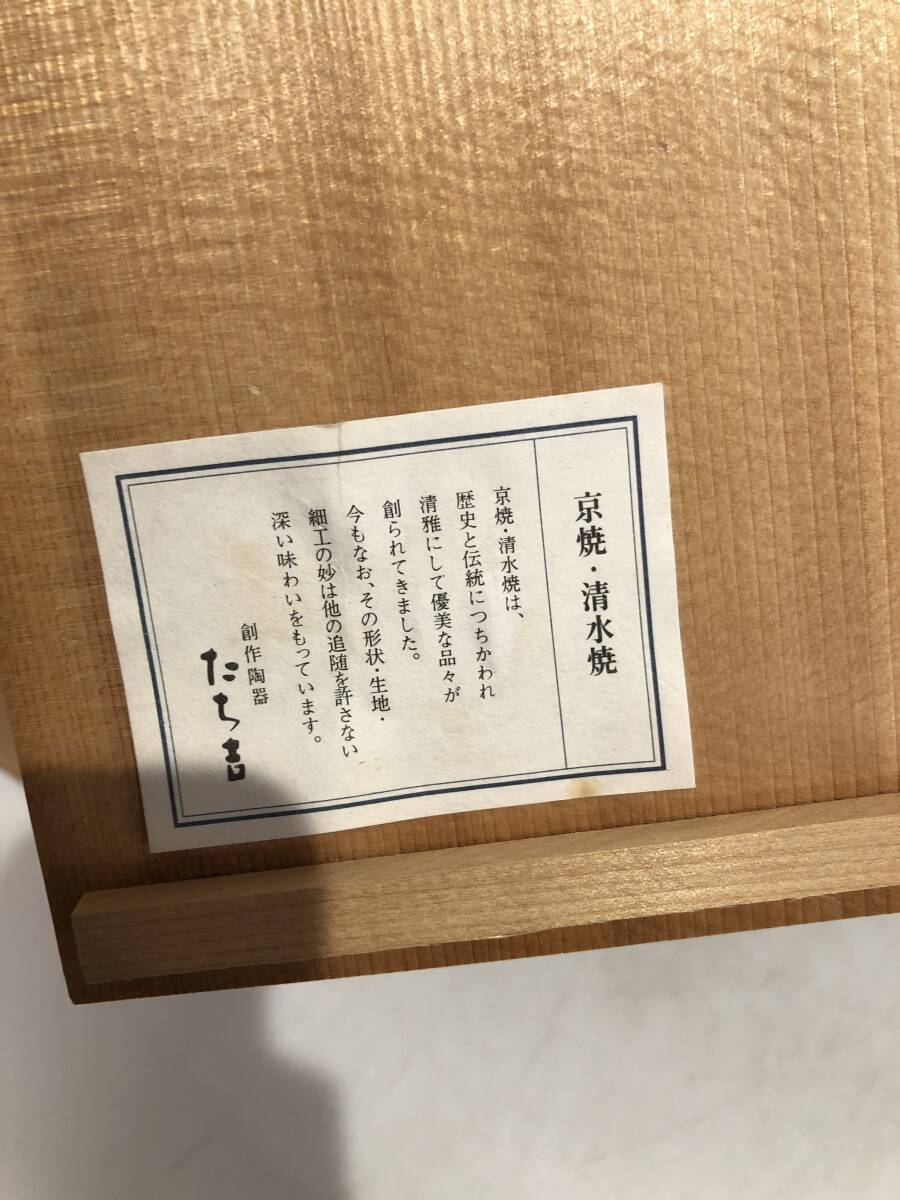 京焼・清水焼
京焼・清水焼は、
歴史と伝統につちかわれ
清雅にして優美な品々が
創られてきました。
今もなお、その形状・生地・
細工の妙は他の追随を許さない
深い味わいをもっています。
創作陶器
たち吉